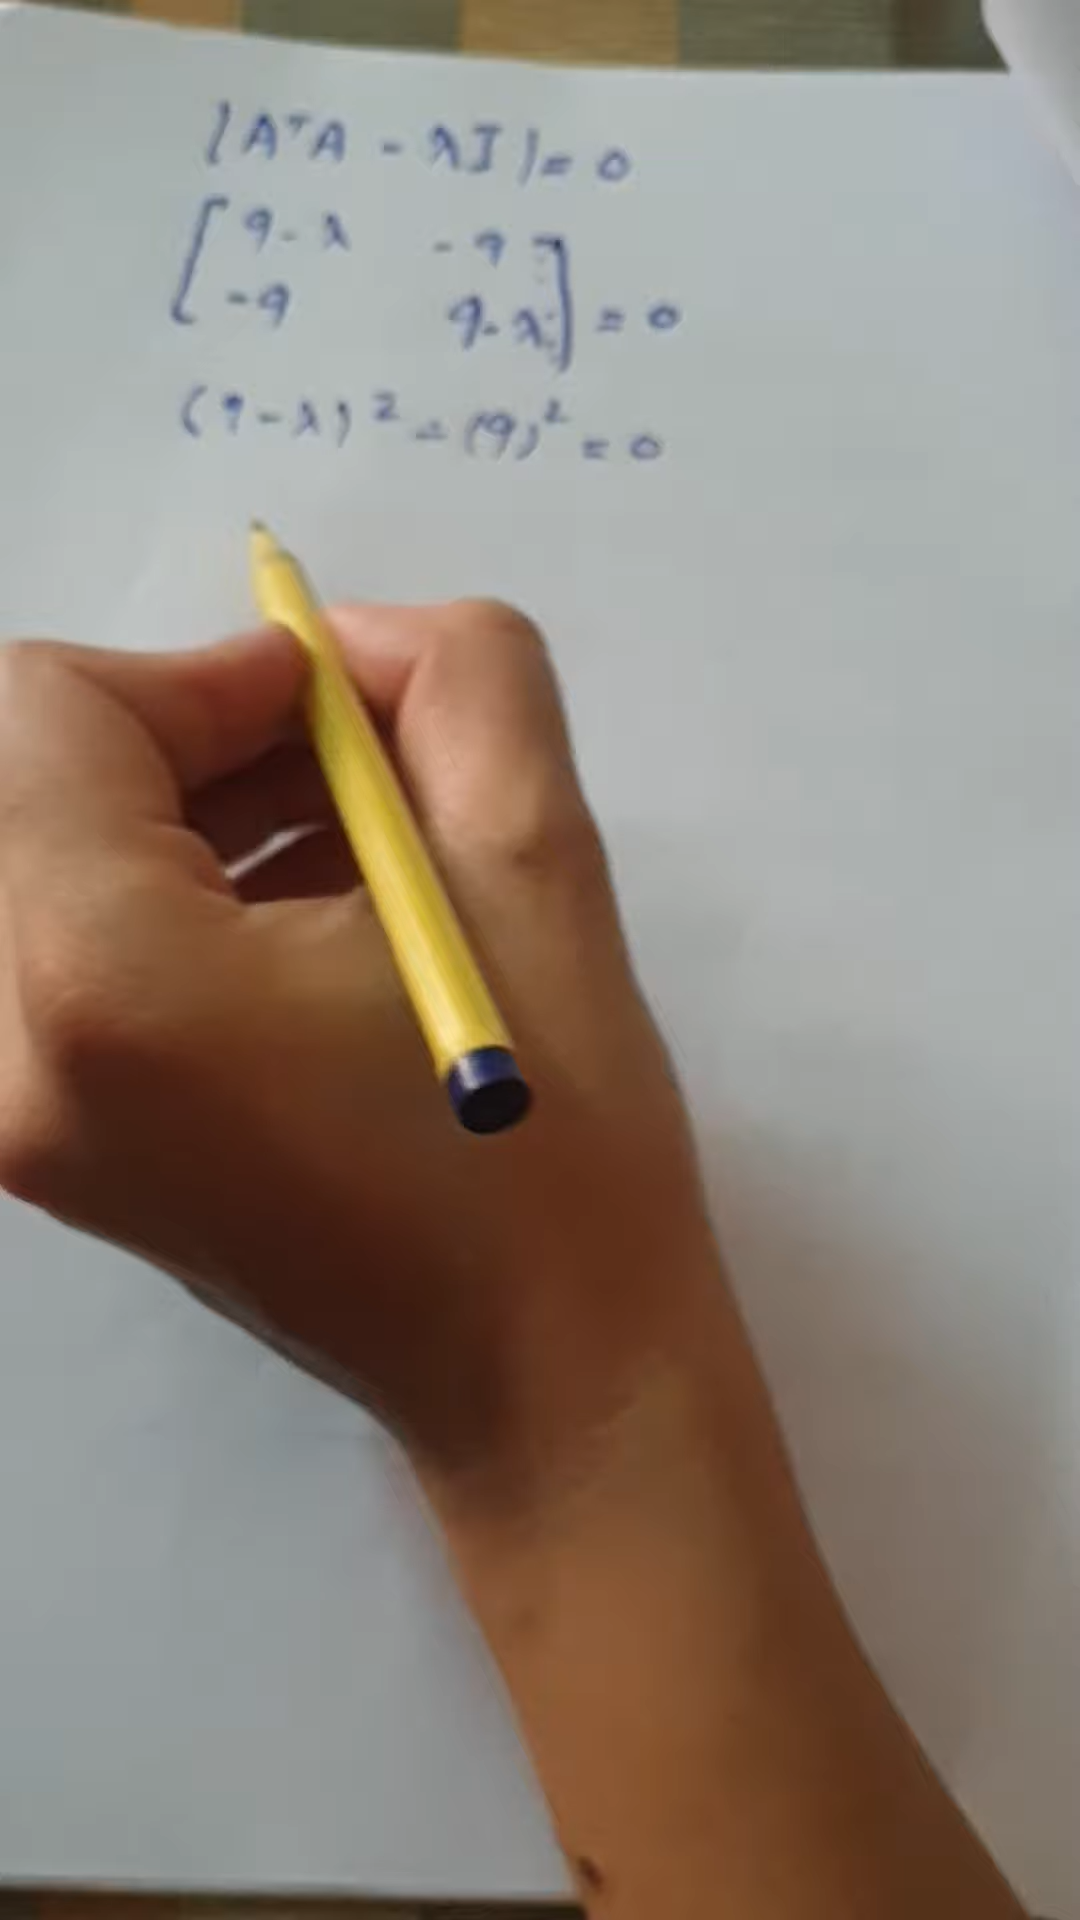 |AᵀA - λI| = 0
[9-λ -9
-9 9-λ] = 0
(9-λ)² - (9)² = 0